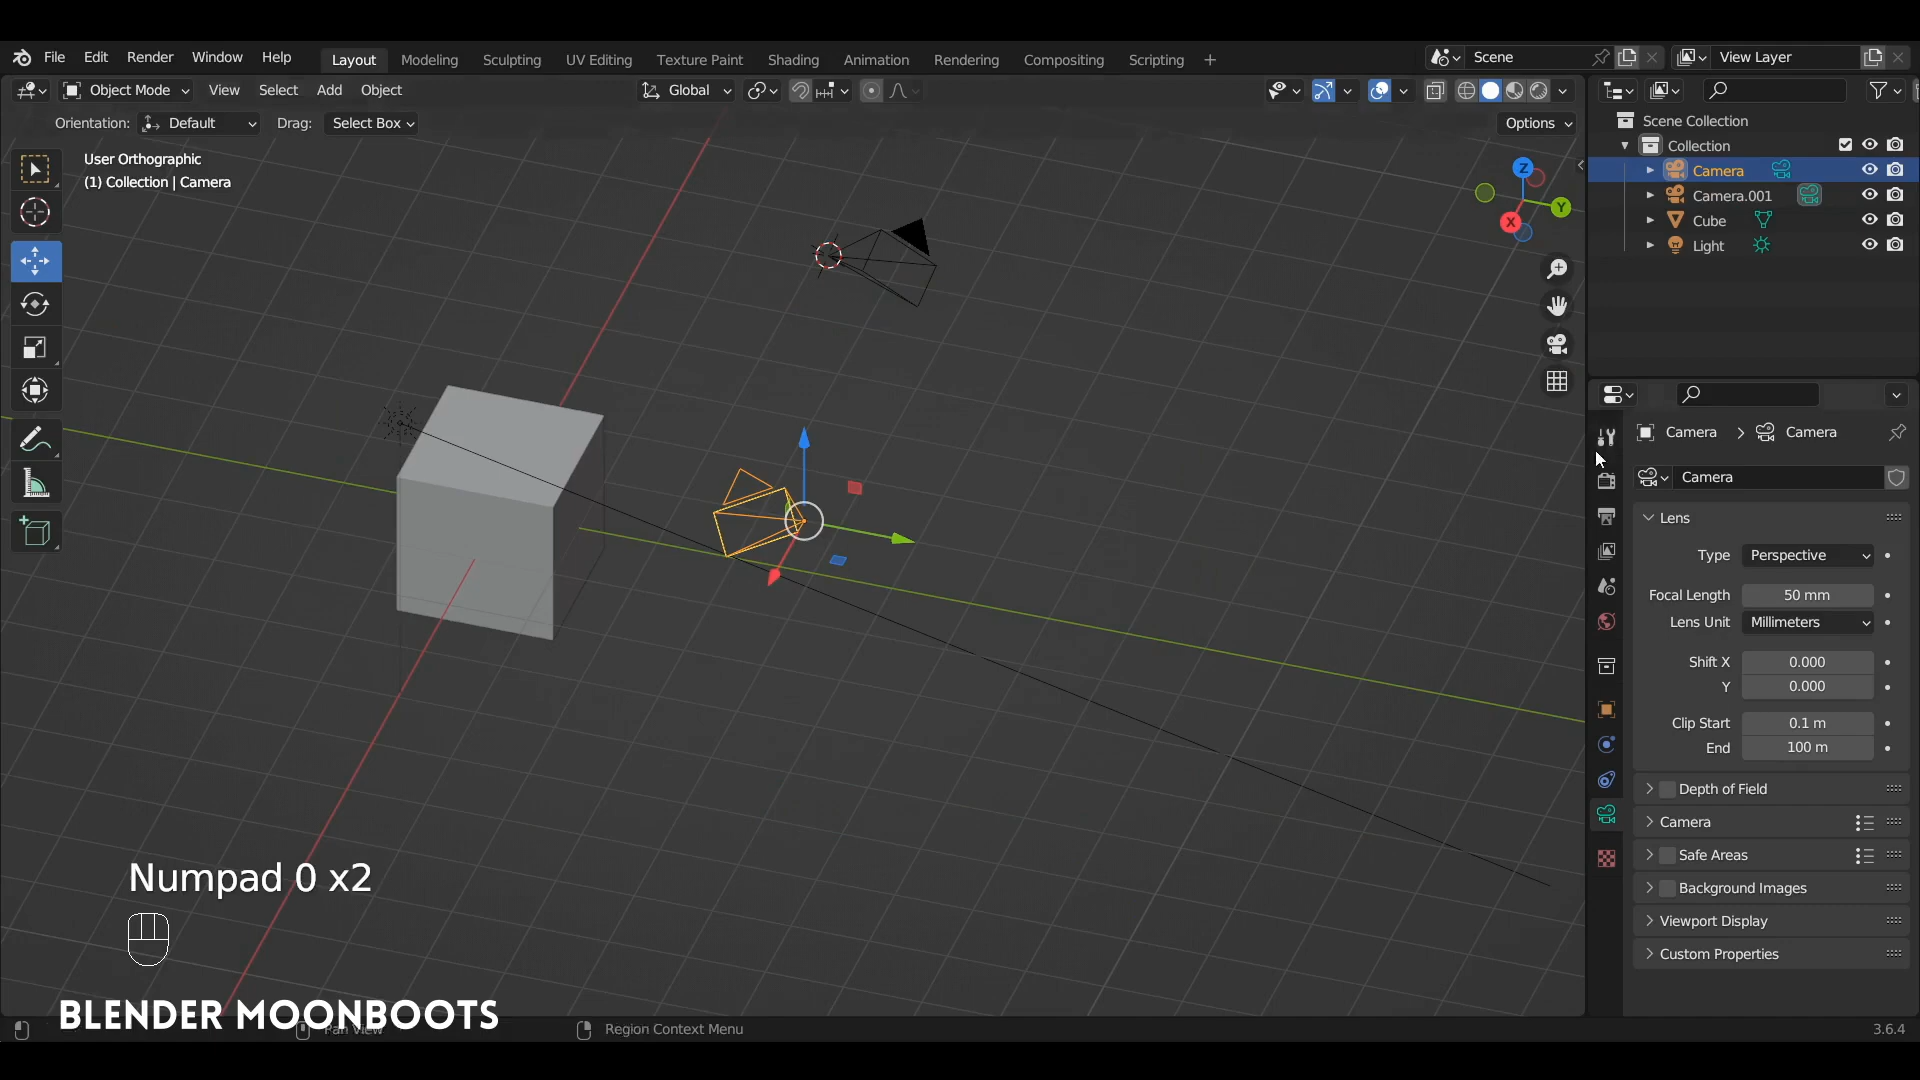 File Edit Render Window Help Layout Modeling Sculpting UV Editing Texture Paint Shading Animation Rendering Compositing Scripting + Scene View Layer
Object Mode View Select Add Object Global
Orientation: Default Drag: Select Box Options
User Orthographic
(1) Collection | Camera
Z
Y
X
Scene Collection
Collection
Camera
Camera.001
Cube
Light
Camera > Camera
Camera
Lens
Type Perspective
Focal Length 50 mm
Lens Unit Millimeters
Shift X 0.000
Y 0.000
Clip Start 0.1 m
End 100 m
Depth of Field
Camera
Safe Areas
Background Images
Viewport Display
Custom Properties
Numpad 0 x2
BLENDER MOONBOOTS
Pan View Region Context Menu 3.6.4